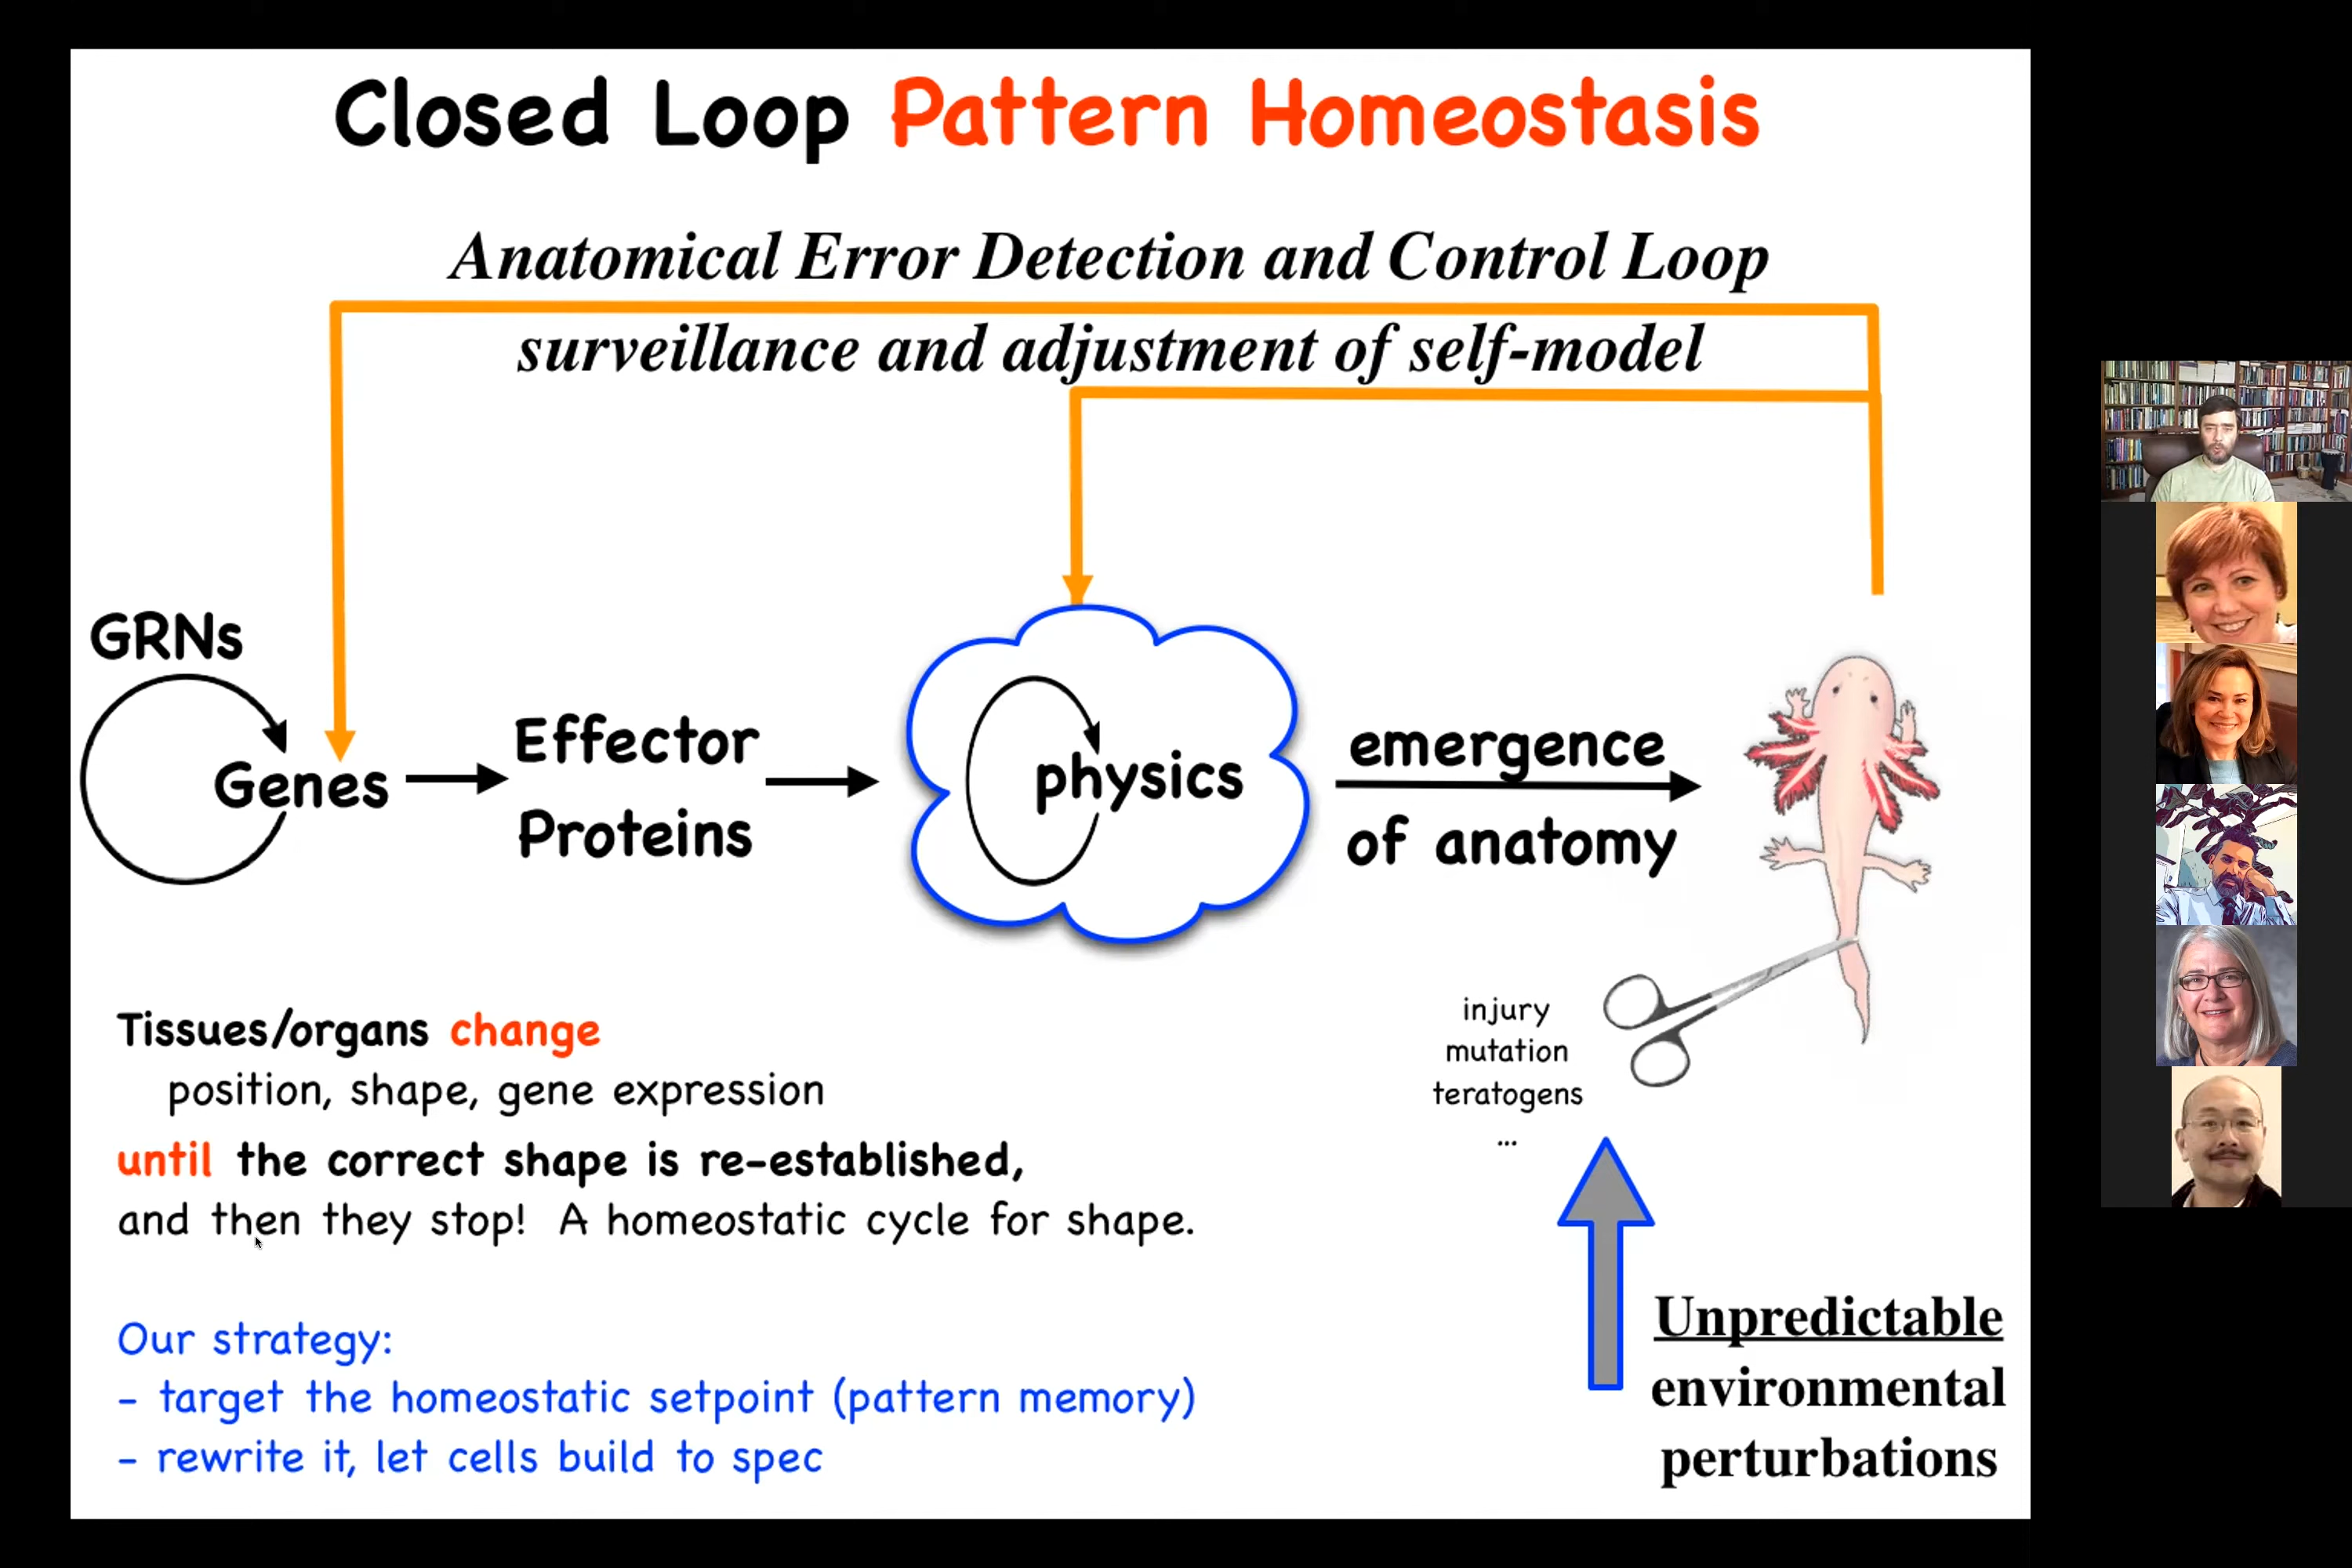 Closed Loop Pattern Homeostasis
Anatomical Error Detection and Control Loop
surveillance and adjustment of self-model
GRNs
Genes
Effector
Proteins
physics
emergence
of anatomy
injury
mutation
teratogens
...
Tissues/organs change
position, shape, gene expression
until the correct shape is re-established,
and then they stop! A homeostatic cycle for shape.
Our strategy:
- target the homeostatic setpoint (pattern memory)
- rewrite it, let cells build to spec
Unpredictable
environmental
perturbations